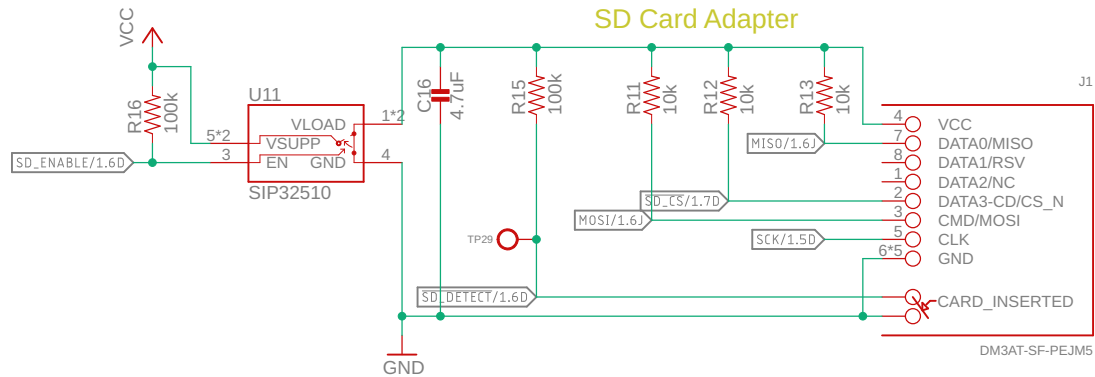 SD Card Adapter
VCC
R16
100k
U11
VLOAD
VSUPP
EN
GND
SIP32510
5*2
3
1*2
4
SD_ENABLE/1.6D
C16
4.7uF
R15
100k
R11
10k
R12
10k
R13
10k
J1
MISO/1.6J
SD_CS/1.7D
MOSI/1.6J
SCK/1.5D
TP29
SD_DETECT/1.6D
4 VCC
7 DATA0/MISO
8 DATA1/RSV
1 DATA2/NC
2 DATA3-CD/CS_N
3 CMD/MOSI
5 CLK
6*5 GND
CARD_INSERTED
DM3AT-SF-PEJM5
GND